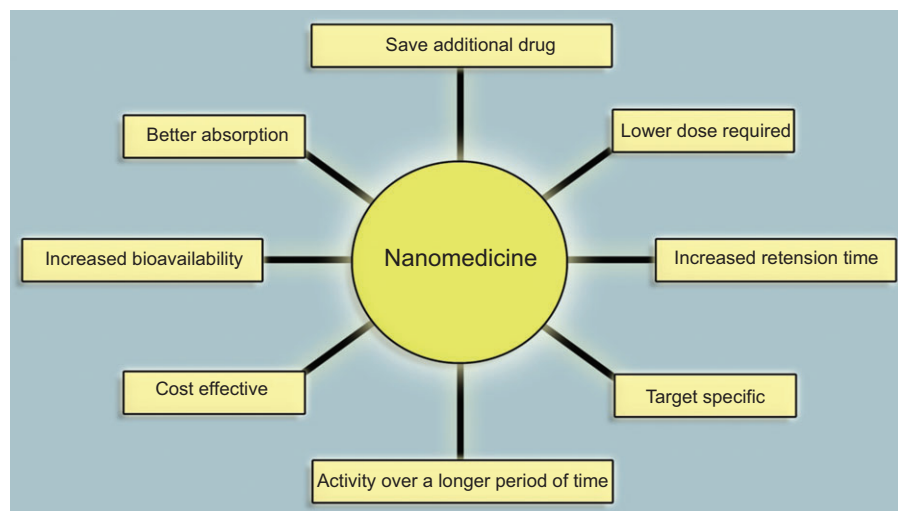 Save additional drug
Better absorption
Lower dose required
Increased bioavailability
Nanomedicine
Increased retension time
Cost effective
Target specific
Activity over a longer period of time